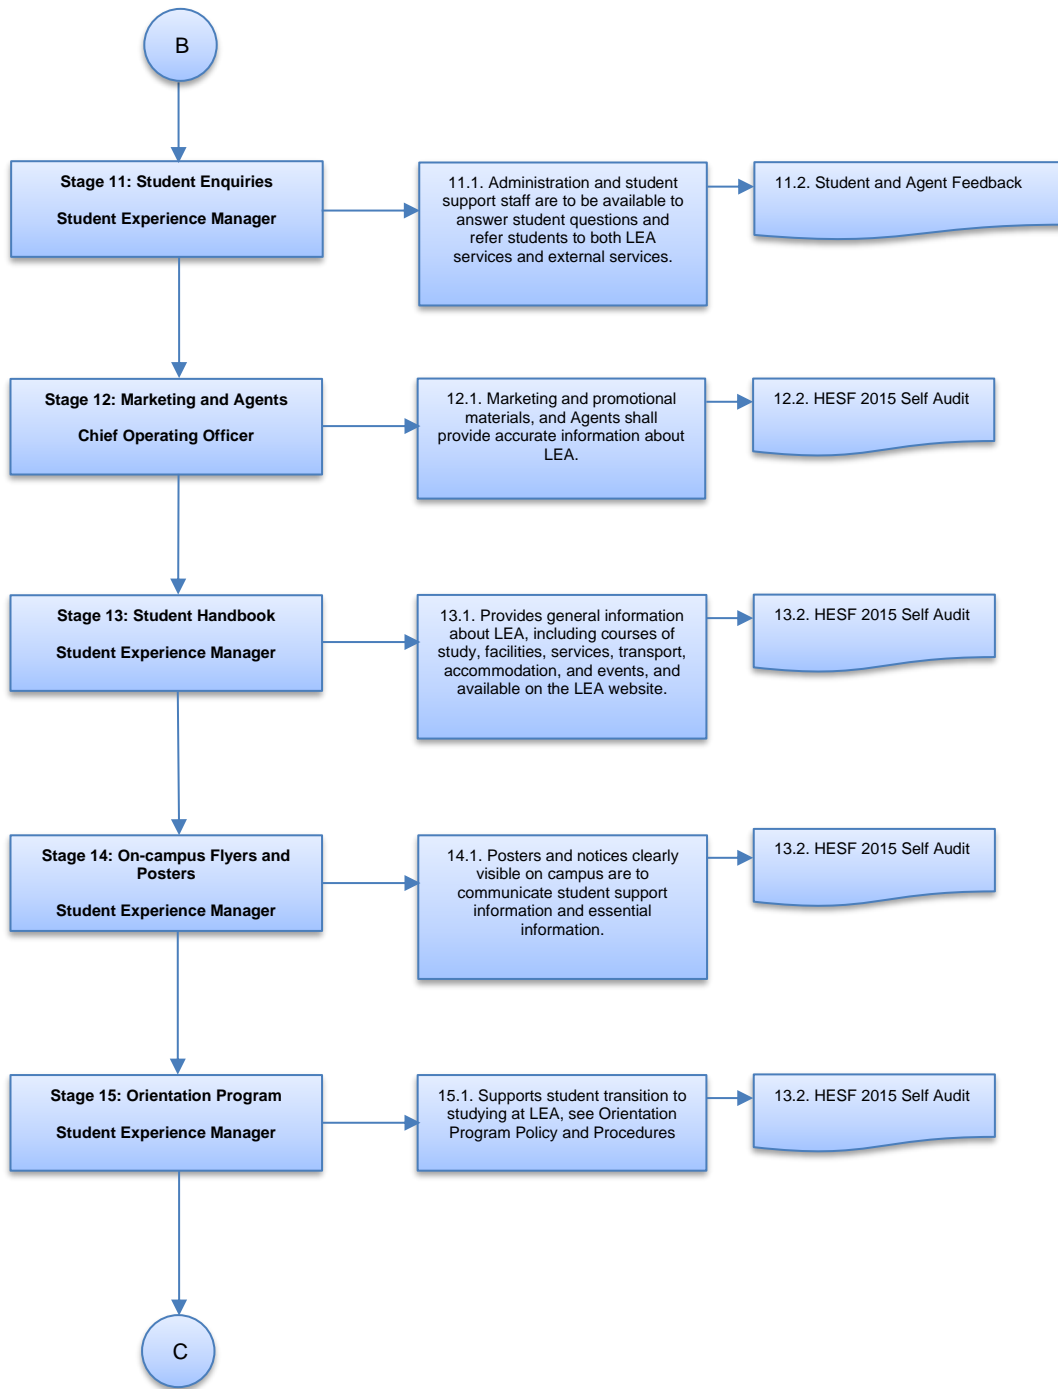 B
Stage 11: Student Enquiries
Student Experience Manager
11.1. Administration and student
support staff are to be available to
answer student questions and
refer students to both LEA
services and external services.
11.2. Student and Agent Feedback
Stage 12: Marketing and Agents
Chief Operating Officer
12.1. Marketing and promotional
materials, and Agents shall
provide accurate information about
LEA.
12.2. HESF 2015 Self Audit
Stage 13: Student Handbook
Student Experience Manager
13.1. Provides general information
about LEA, including courses of
study, facilities, services, transport,
accommodation, and events, and
available on the LEA website.
13.2. HESF 2015 Self Audit
Stage 14: On-campus Flyers and
Posters
Student Experience Manager
14.1. Posters and notices clearly
visible on campus are to
communicate student support
information and essential
information.
13.2. HESF 2015 Self Audit
Stage 15: Orientation Program
Student Experience Manager
15.1. Supports student transition to
studying at LEA, see Orientation
Program Policy and Procedures
13.2. HESF 2015 Self Audit
C